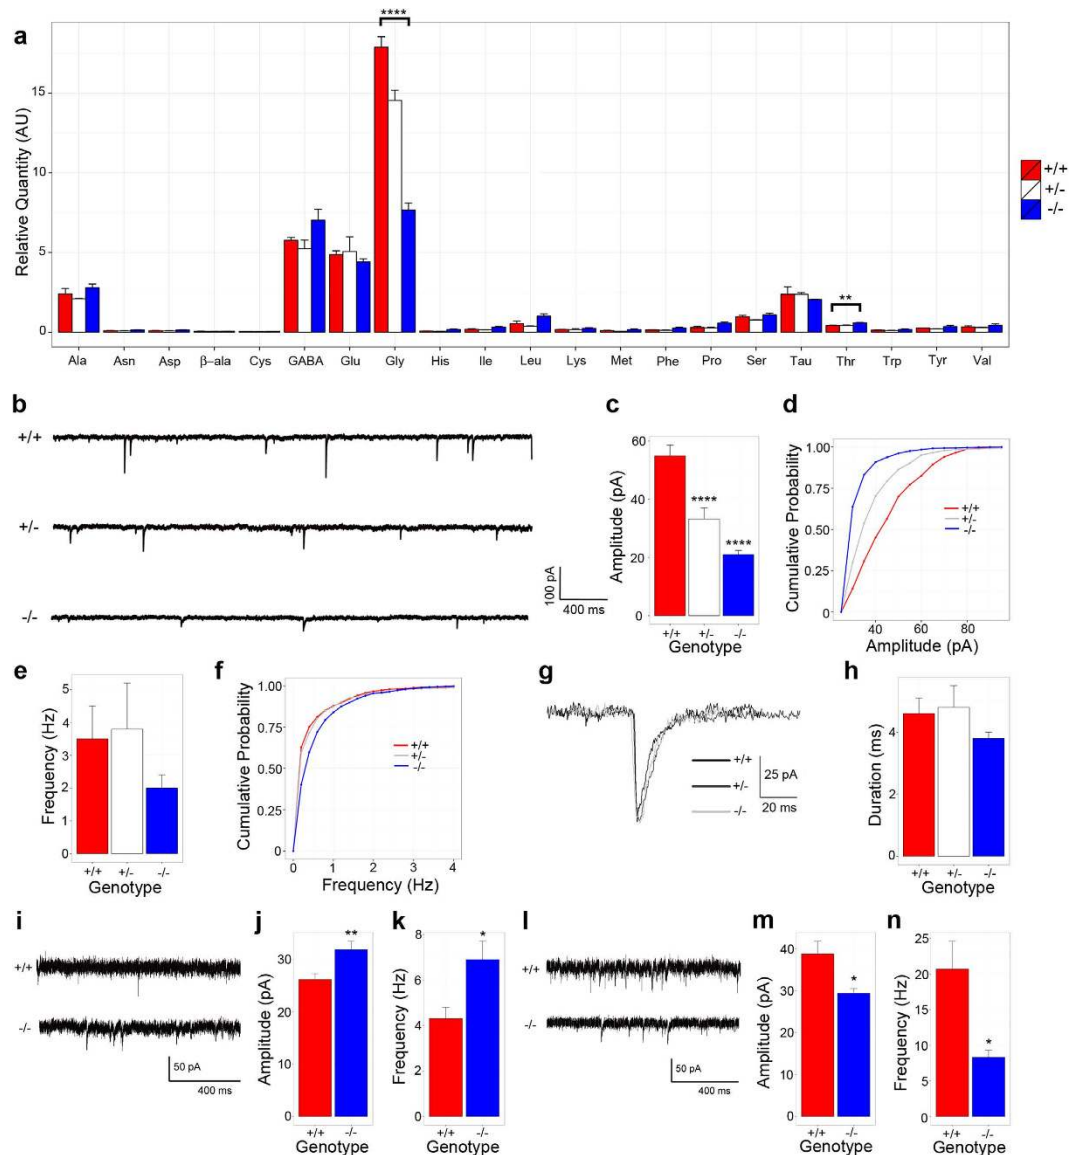 a
****
15
10
5
0
Relative Quantity (AU)
**
+/+
+/-
-/-
Ala Asn Asp β–ala Cys GABA Glu Gly His Ile Leu Lys Met Phe Pro Ser Tau Thr Trp Tyr Val
b
+/+
+/-
-/-
100 pA
400 ms
c
60
40
20
0
Amplitude (pA)
****
****
+/+ +/- -/-
Genotype
d
1.00
0.75
0.50
0.25
0
Cumulative Probability
+/+
+/-
-/-
40 60 80
Amplitude (pA)
e
5
4
3
2
1
0
Frequency (Hz)
+/+ +/- -/-
Genotype
f
1.00
0.75
0.50
0.25
0
Cumulative Probability
+/+
+/-
-/-
0 1 2 3 4
Frequency (Hz)
g
+/+
+/-
-/-
25 pA
20 ms
h
4
2
0
Duration (ms)
+/+ +/- -/-
Genotype
i
+/+
-/-
50 pA
400 ms
j
30
20
10
0
Amplitude (pA)
**
+/+ -/-
Genotype
k
8
6
4
2
0
Frequency (Hz)
*
+/+ -/-
Genotype
l
+/+
-/-
50 pA
400 ms
m
40
30
20
10
0
Amplitude (pA)
*
+/+ -/-
Genotype
n
25
20
15
10
5
0
Frequency (Hz)
*
+/+ -/-
Genotype